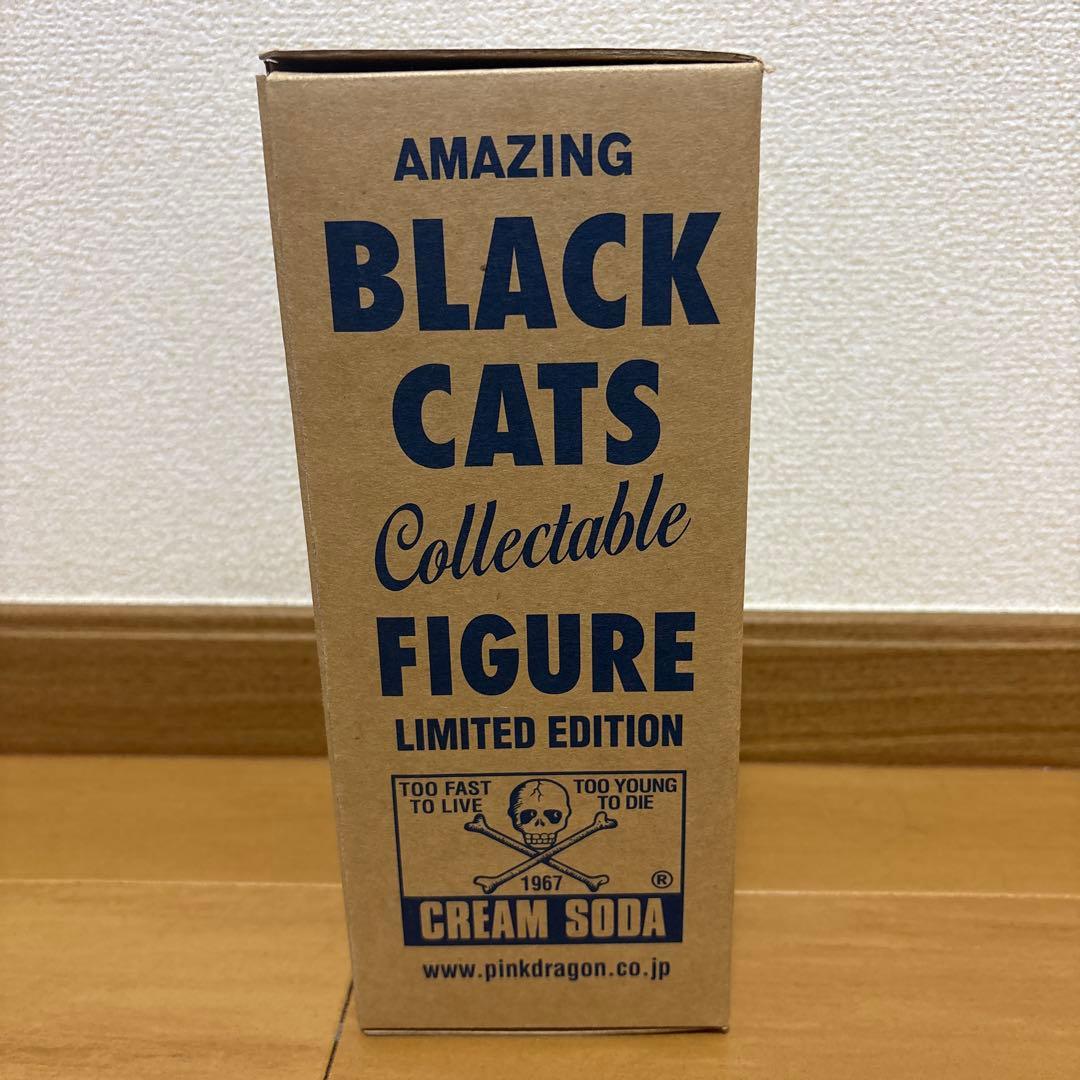 AMAZING
BLACK
CATS
Collectable
FIGURE
LIMITED EDITION
TOO FAST TO LIVE
TOO YOUNG TO DIE
1967
®
CREAM SODA
www.pinkdragon.co.jp